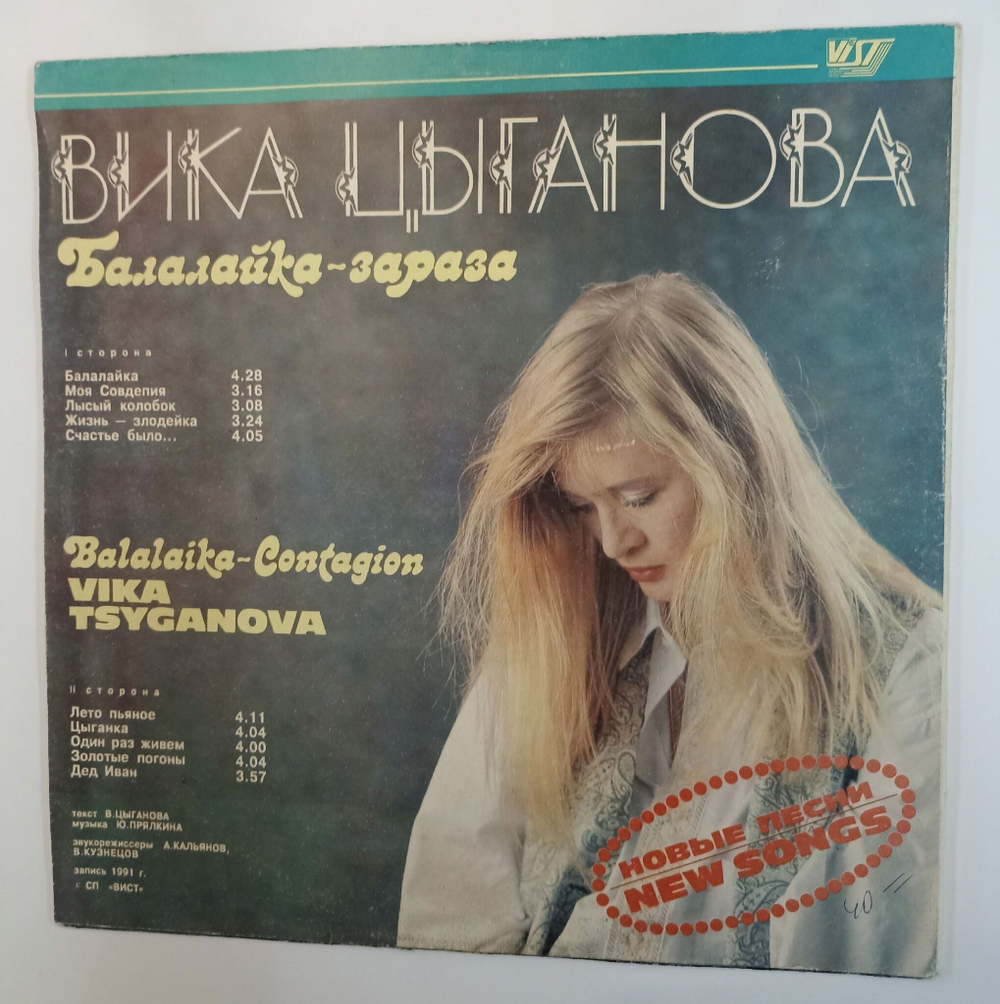 VIST
ВИКА ЦЫГАНОВА
Балалайка-зараза
I сторона
Балалайка 4.28
Моя Совдепия 3.16
Лысый колобок 3.08
Жизнь — злодейка 3.24
Счастье было... 4.05
Balalaika-Contagion
VIKA
TSYGANOVA
II сторона
Лето пьяное 4.11
Цыганка 4.04
Один раз живем 4.00
Золотые погоны 4.04
Дед Иван 3.57
текст В.ЦЫГАНОВА
музыка Ю.ПРЯЛКИНА
звукорежиссеры А.КАЛЬЯНОВ,
В.КУЗНЕЦОВ
запись 1991 г.
СП «ВИСТ»
НОВЫЕ ПЕСНИ
NEW SONGS
40 =